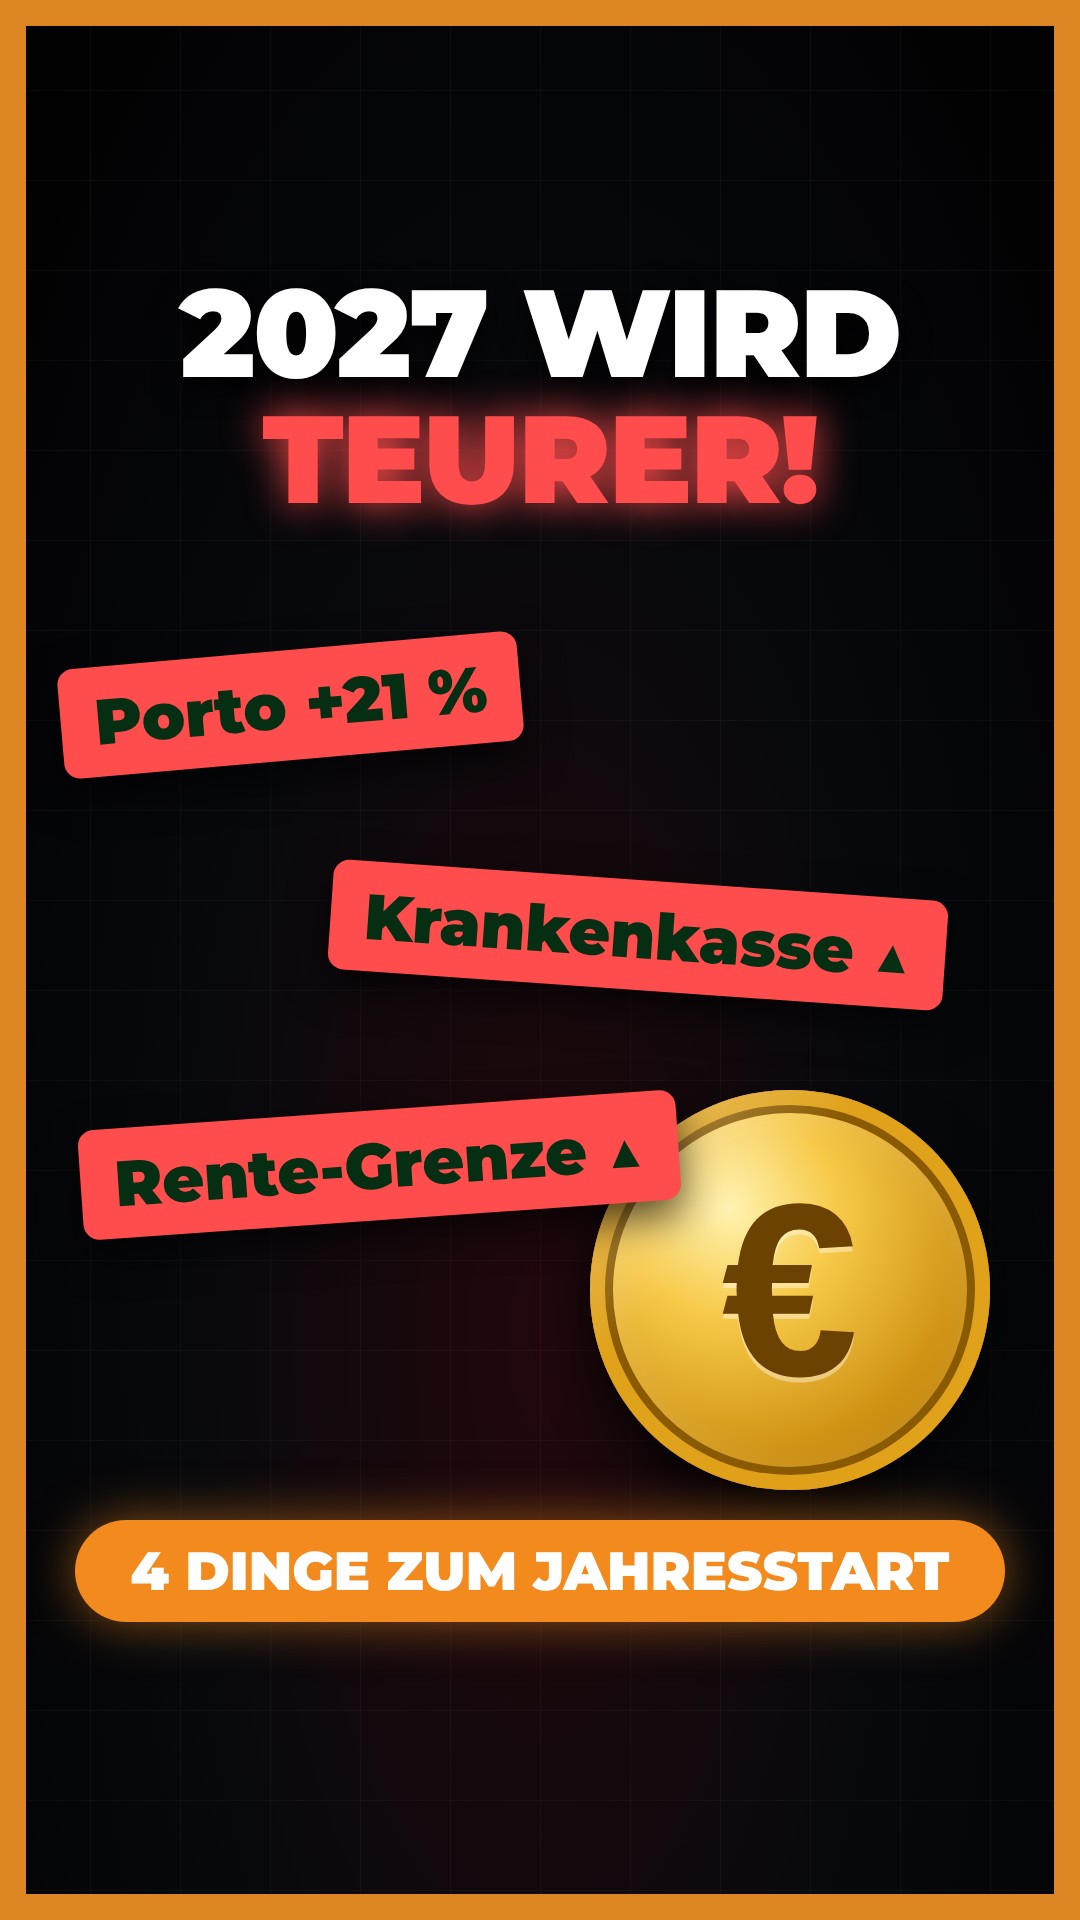 2027 WIRD
TEURER!
Porto +21 %
Krankenkasse ▲
Rente-Grenze ▲
€
4 DINGE ZUM JAHRESSTART